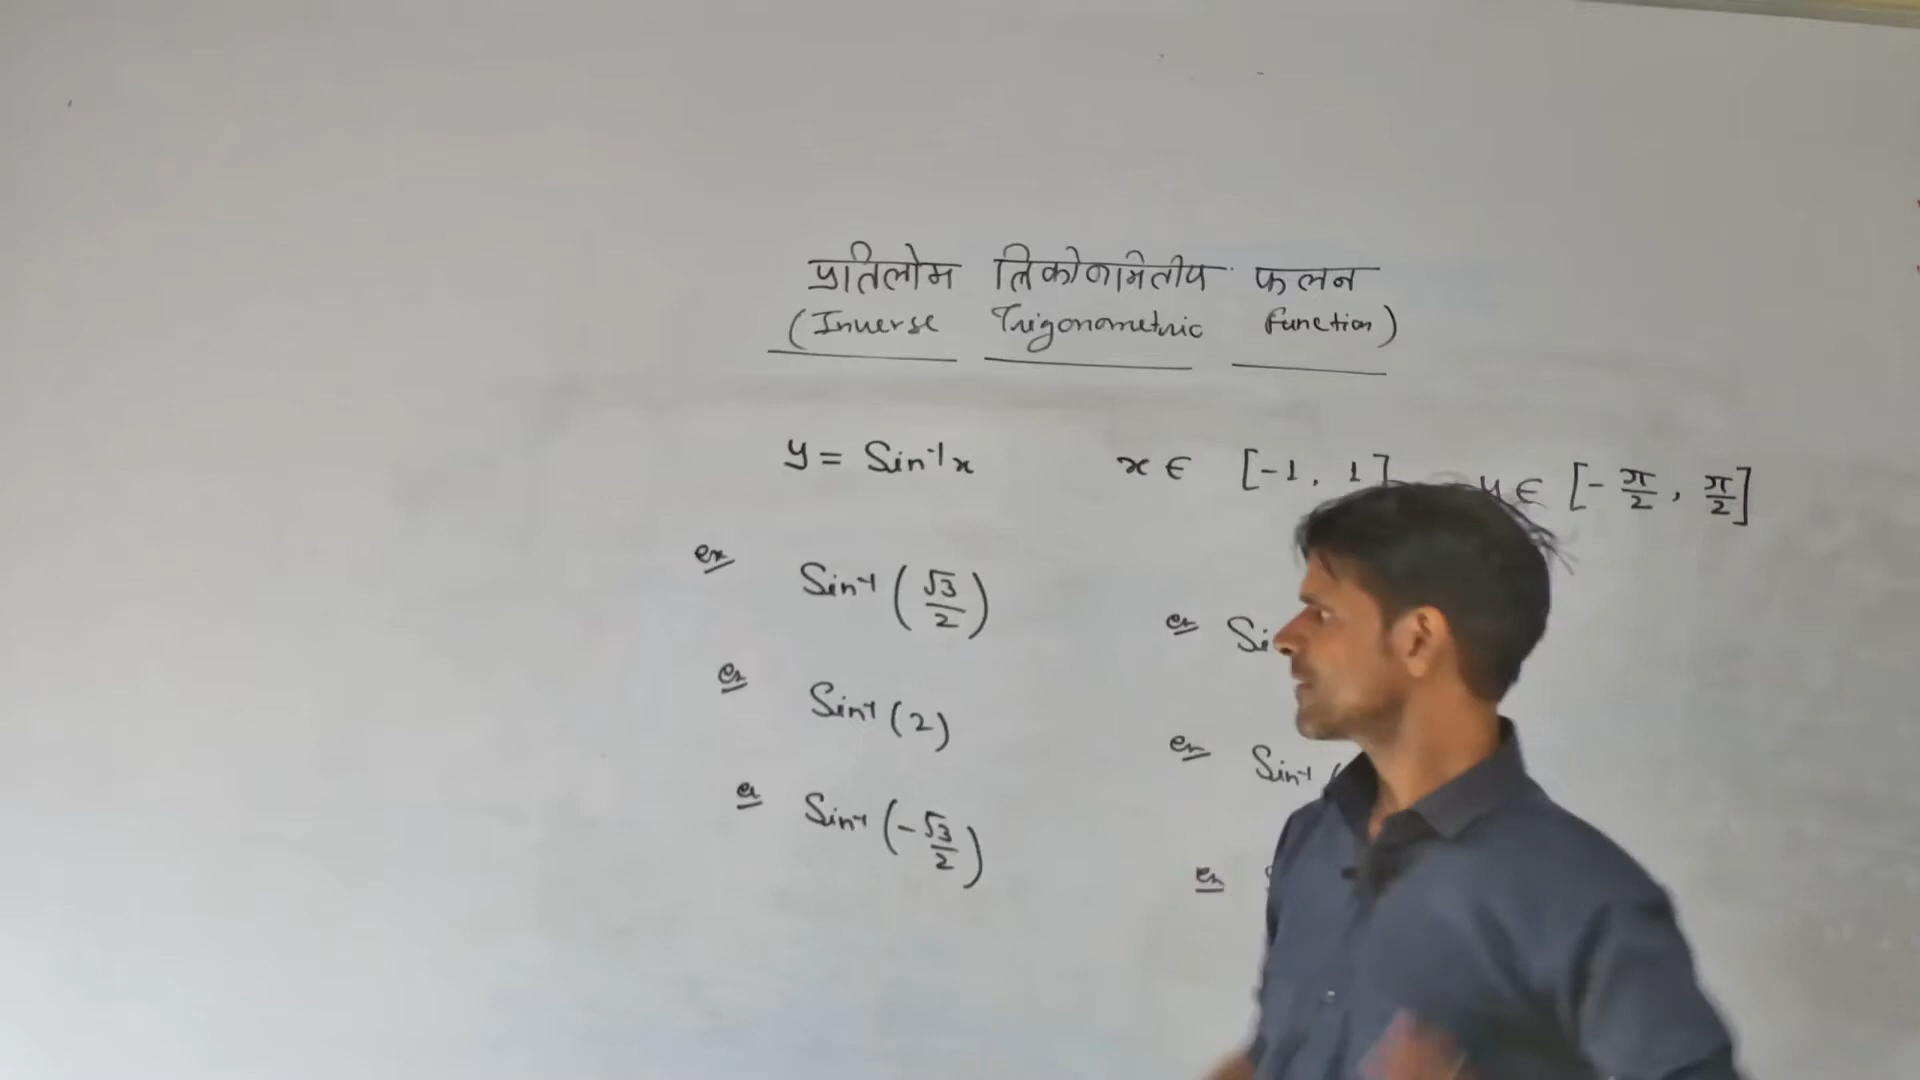 प्रतिलोम त्रिकोणमितीय फलन
(Inverse Trigonometric Function)
y = Sin⁻¹x x ∈ [-1, 1] y ∈ [-π/2, π/2]
ex Sin⁻¹(√3/2)
ex Sin⁻¹(2)
ex Sin⁻¹(-√3/2)
ex Si
ex Sin⁻¹(
ex